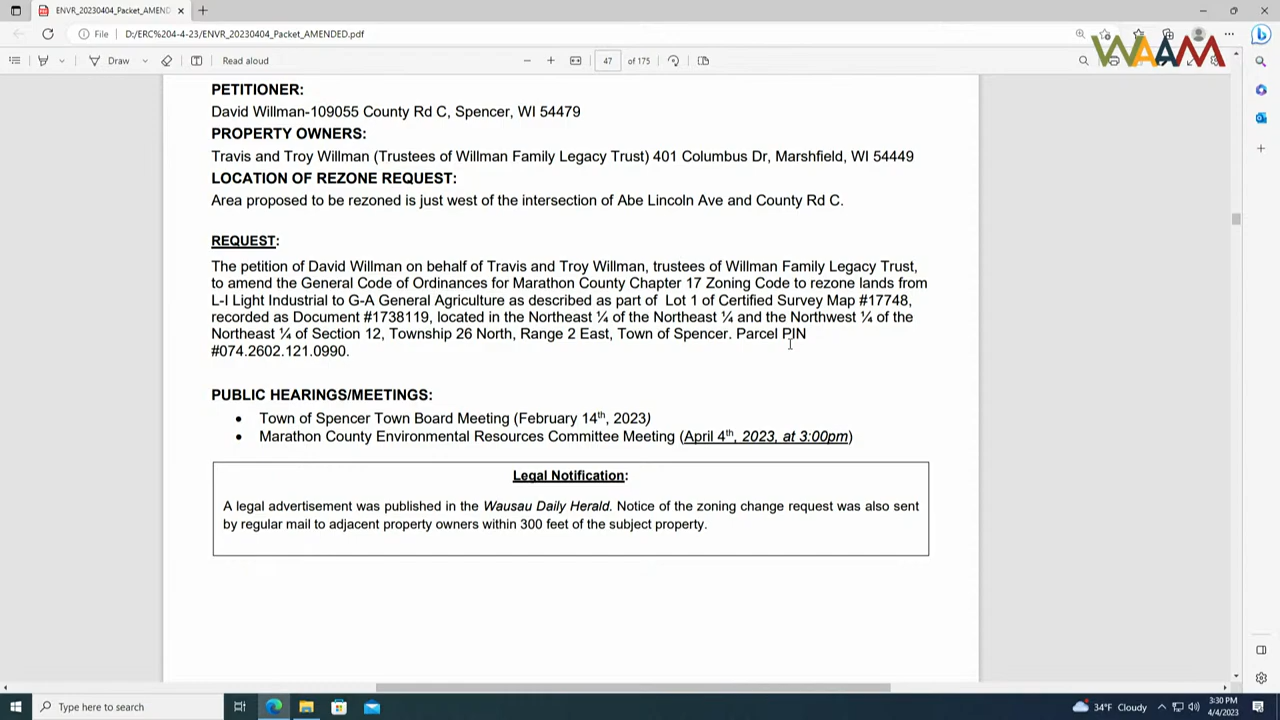 ENVR_20230404_Packet_AMENDED.pdf
File D:/ERC%204-4-23/ENVR_20230404_Packet_AMENDED.pdf
WAAM
Draw Read aloud 47 of 175
PETITIONER:
David Willman-109055 County Rd C, Spencer, WI 54479
PROPERTY OWNERS:
Travis and Troy Willman (Trustees of Willman Family Legacy Trust) 401 Columbus Dr, Marshfield, WI 54449
LOCATION OF REZONE REQUEST:
Area proposed to be rezoned is just west of the intersection of Abe Lincoln Ave and County Rd C.
REQUEST:
The petition of David Willman on behalf of Travis and Troy Willman, trustees of Willman Family Legacy Trust,
to amend the General Code of Ordinances for Marathon County Chapter 17 Zoning Code to rezone lands from
L-I Light Industrial to G-A General Agriculture as described as part of Lot 1 of Certified Survey Map #17748,
recorded as Document #1738119, located in the Northeast ¼ of the Northeast ¼ and the Northwest ¼ of the
Northeast ¼ of Section 12, Township 26 North, Range 2 East, Town of Spencer. Parcel PIN
#074.2602.121.0990.
PUBLIC HEARINGS/MEETINGS:
• Town of Spencer Town Board Meeting (February 14th, 2023)
• Marathon County Environmental Resources Committee Meeting (April 4th, 2023, at 3:00pm)
Legal Notification:
A legal advertisement was published in the Wausau Daily Herald. Notice of the zoning change request was also sent
by regular mail to adjacent property owners within 300 feet of the subject property.
Type here to search 34°F Cloudy 3:30 PM
4/4/2023